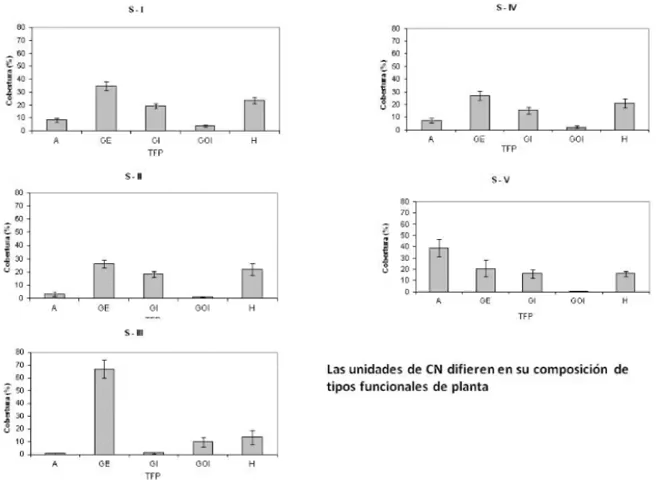 S - I
Cobertura (%)
80
70
60
50
40
30
20
10
0
A GE GI GOI H
TFP
S - II
Cobertura (%)
80
70
60
50
40
30
20
10
0
A GE GI GOI H
S - III
Cobertura (%)
80
70
60
50
40
30
20
10
0
A GE GI GOI H
TFP
S - IV
Cobertura (%)
80
70
60
50
40
30
20
10
0
A GE GI GOI H
TFP
S - V
Cobertura (%)
80
70
60
50
40
30
20
10
0
A GE GI GOI H
TFP
Las unidades de CN difieren en su composición de
tipos funcionales de planta